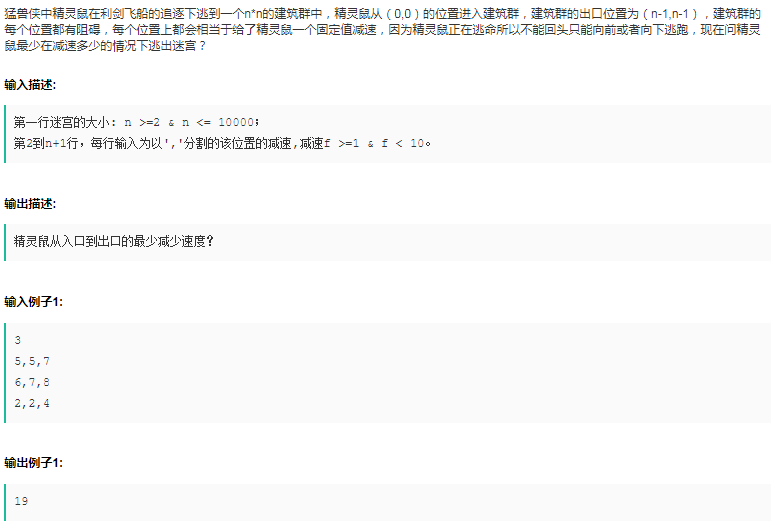 猛兽侠中精灵鼠在利剑飞船的追逐下逃到一个n*n的建筑群中，精灵鼠从（0,0）的位置进入建筑群，建筑群的出口位置为（n-1,n-1），建筑群的
每个位置都有阻碍，每个位置上都会相当于给了精灵鼠一个固定值减速，因为精灵鼠正在逃命所以不能回头只能向前或者向下逃跑，现在问精灵
鼠最少在减速多少的情况下逃出迷宫？
输入描述:
第一行迷宫的大小: n >=2 & n <= 10000;
第2到n+1行，每行输入为以','分割的该位置的减速,减速f >=1 & f < 10。
输出描述:
精灵鼠从入口到出口的最少减少速度?
输入例子1:
3
5,5,7
6,7,8
2,2,4
输出例子1:
19